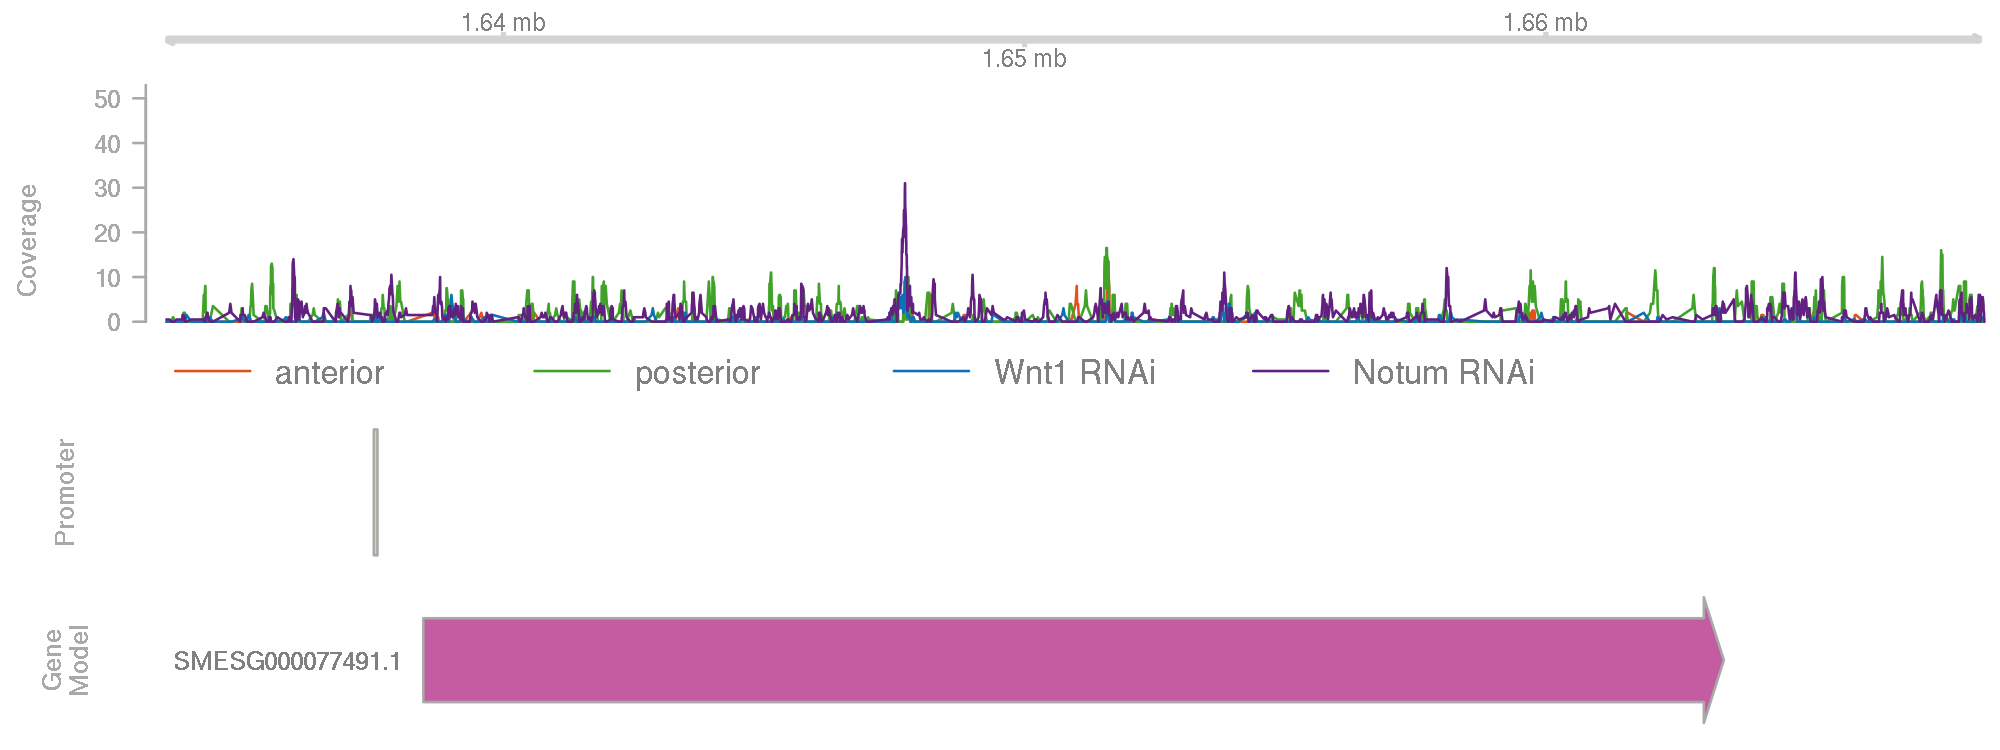 1.64 mb
1.66 mb
1.65 mb
Coverage
50
40
30
20
10
0
anterior
posterior
Wnt1 RNAi
Notum RNAi
Promoter
Gene
Model
SMESG000077491.1